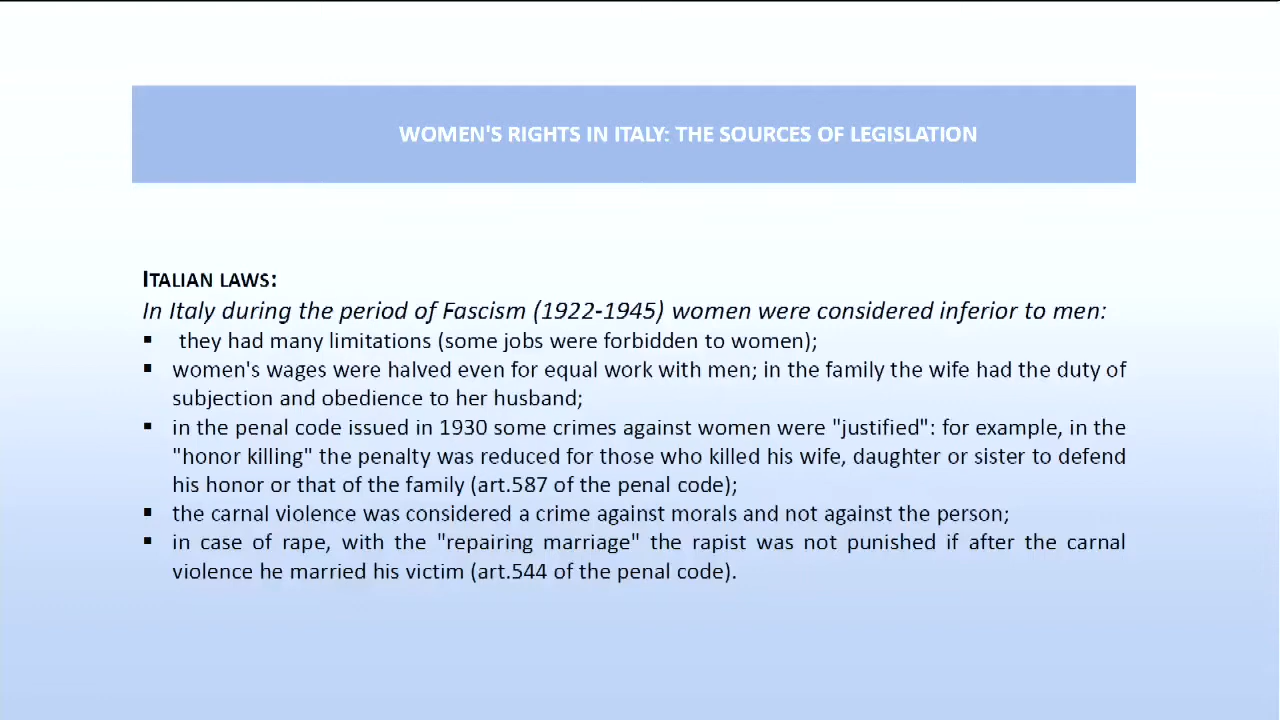 WOMEN'S RIGHTS IN ITALY: THE SOURCES OF LEGISLATION
ITALIAN LAWS:
In Italy during the period of Fascism (1922-1945) women were considered inferior to men:
▪ they had many limitations (some jobs were forbidden to women);
▪ women's wages were halved even for equal work with men; in the family the wife had the duty of
subjection and obedience to her husband;
▪ in the penal code issued in 1930 some crimes against women were "justified": for example, in the
"honor killing" the penalty was reduced for those who killed his wife, daughter or sister to defend
his honor or that of the family (art.587 of the penal code);
▪ the carnal violence was considered a crime against morals and not against the person;
▪ in case of rape, with the "repairing marriage" the rapist was not punished if after the carnal
violence he married his victim (art.544 of the penal code).